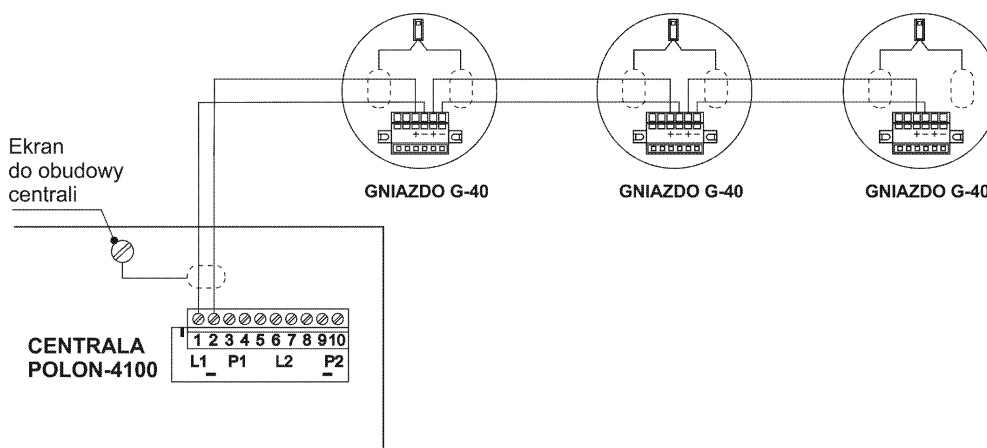 GNIAZDO G-40
GNIAZDO G-40
GNIAZDO G-40
Ekran
do obudowy
centrali
CENTRALA
POLON-4100
1 2 3 4 5 6 7 8 9 10
L1 P1 L2 P2
+ - + -
+ - + -
+ - + -